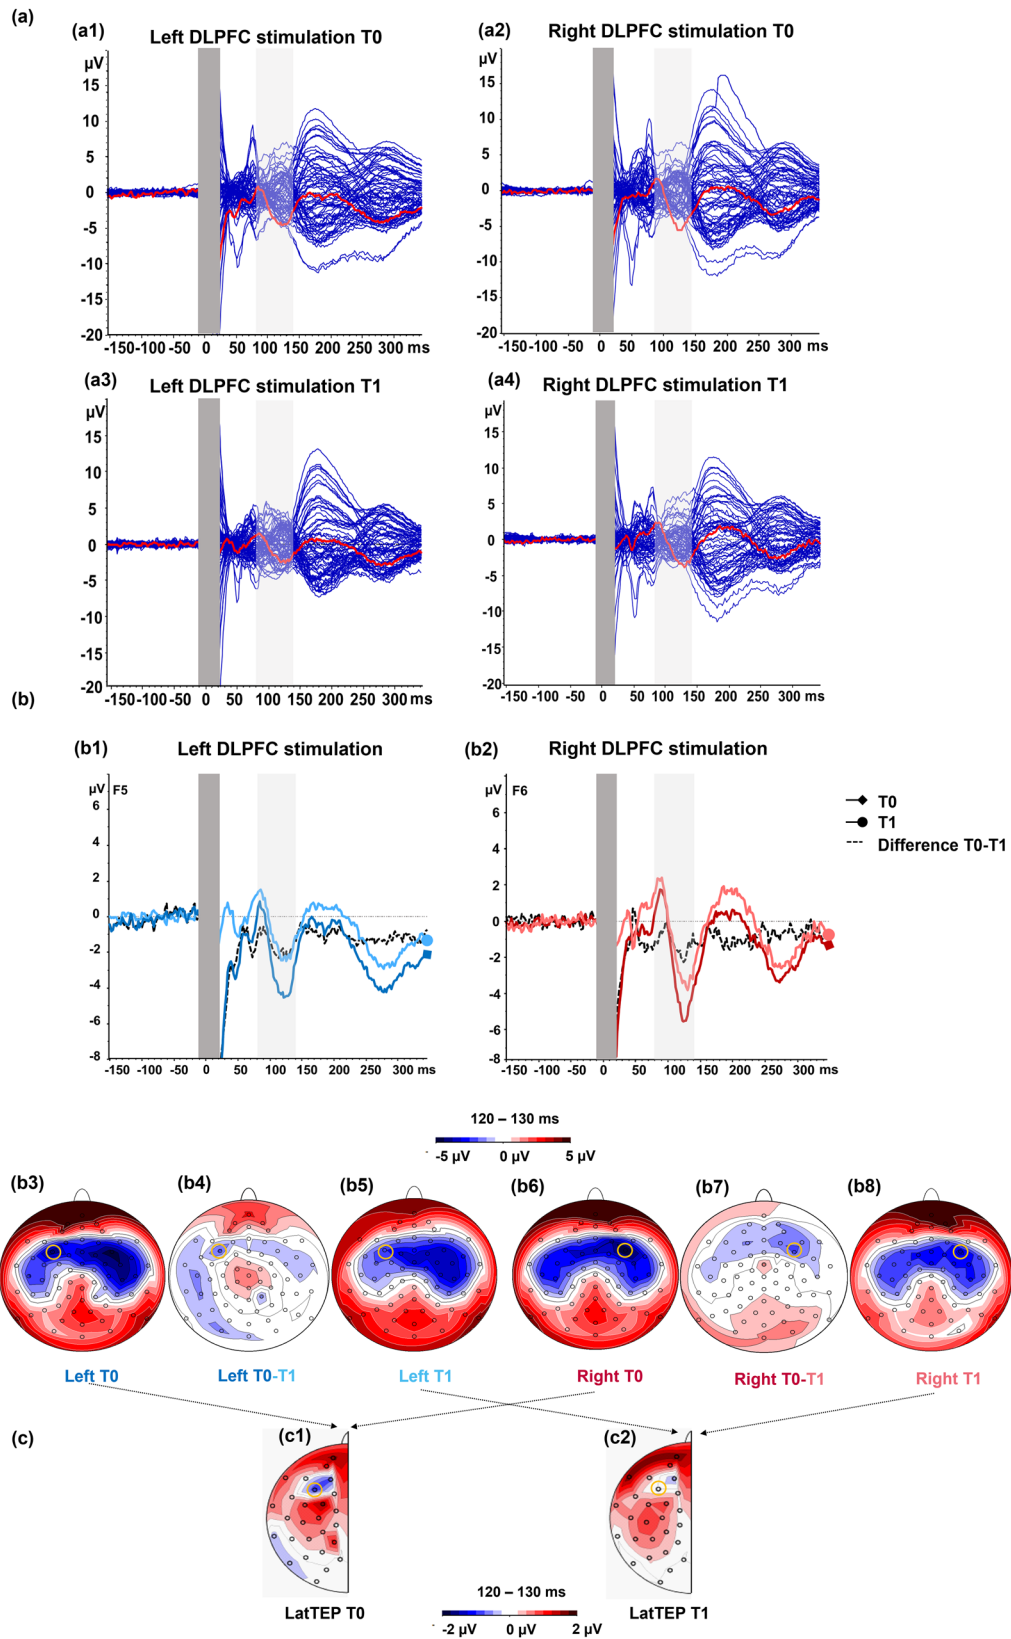 (a)
(a1)
Left DLPFC stimulation T0
µV
15
10
5
0
-5
-10
-15
-20
-150-100 -50 0 50 100 150 200 250 300 ms
(a2)
Right DLPFC stimulation T0
µV
15
10
5
0
-5
-10
-15
-20
-150-100 -50 0 50 100 150 200 250 300 ms
(a3)
Left DLPFC stimulation T1
µV
15
10
5
0
-5
-10
-15
-20
-150-100 -50 0 50 100 150 200 250 300 ms
(a4)
Right DLPFC stimulation T1
µV
15
10
5
0
-5
-10
-15
-20
-150-100 -50 0 50 100 150 200 250 300 ms
(b)
(b1)
Left DLPFC stimulation
µV
F5
6
4
2
0
-2
-4
-6
-8
-150 -100 -50 0 50 100 150 200 250 300 ms
(b2)
Right DLPFC stimulation
µV
F6
6
4
2
0
-2
-4
-6
-8
-150 -100 -50 0 50 100 150 200 250 300 ms
T0
T1
Difference T0-T1
120 – 130 ms
-5 µV 0 µV 5 µV
(b3)
(b4)
(b5)
(b6)
(b7)
(b8)
Left T0
Left T0-T1
Left T1
Right T0
Right T0-T1
Right T1
(c)
(c1)
(c2)
LatTEP T0
120 – 130 ms
-2 µV 0 µV 2 µV
LatTEP T1